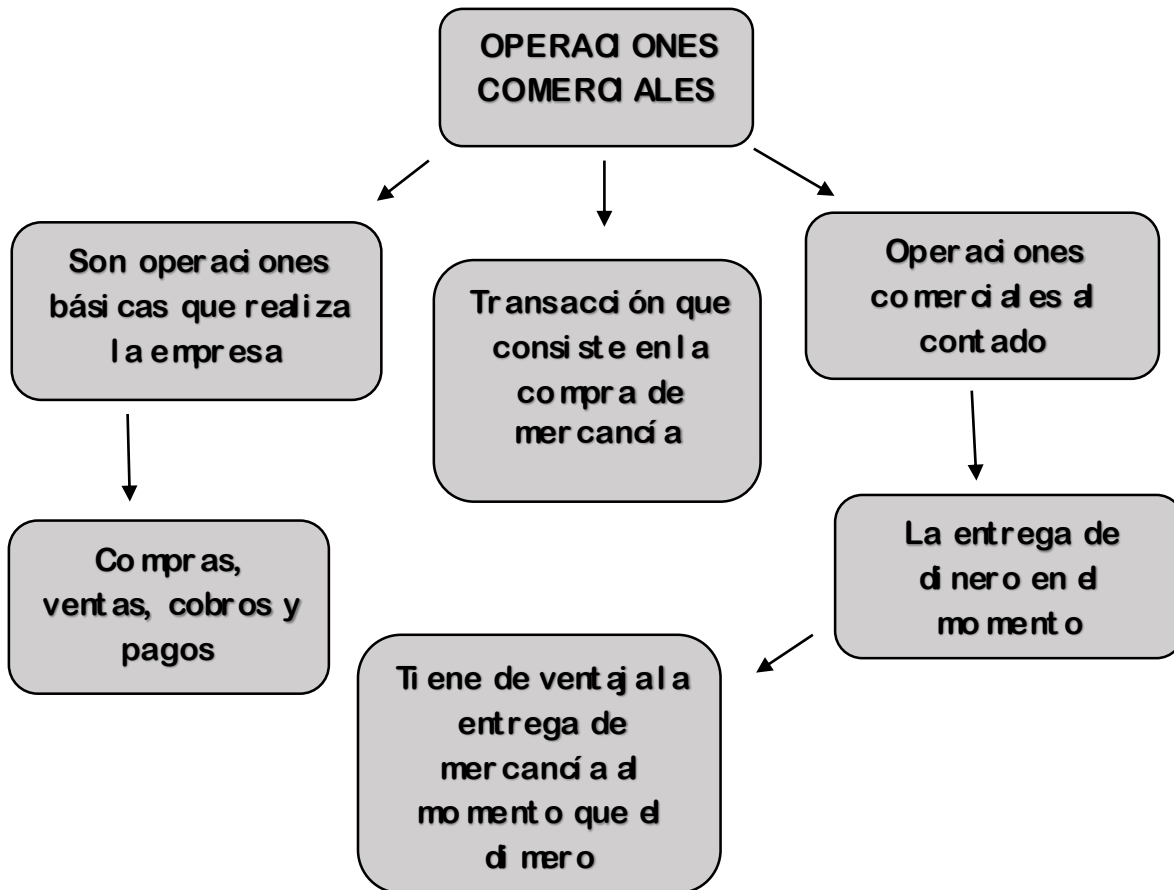 OPERACIONES
COMERCIALES
Son operaciones
básicas que realiza
la empresa
Transacción que
consiste en la
compra de
mercancía
Operaciones
comerciales al
contado
Compras,
ventas, cobros y
pagos
La entrega de
dinero en el
momento
Tiene de ventaja la
entrega de
mercancía al
momento que el
dimero